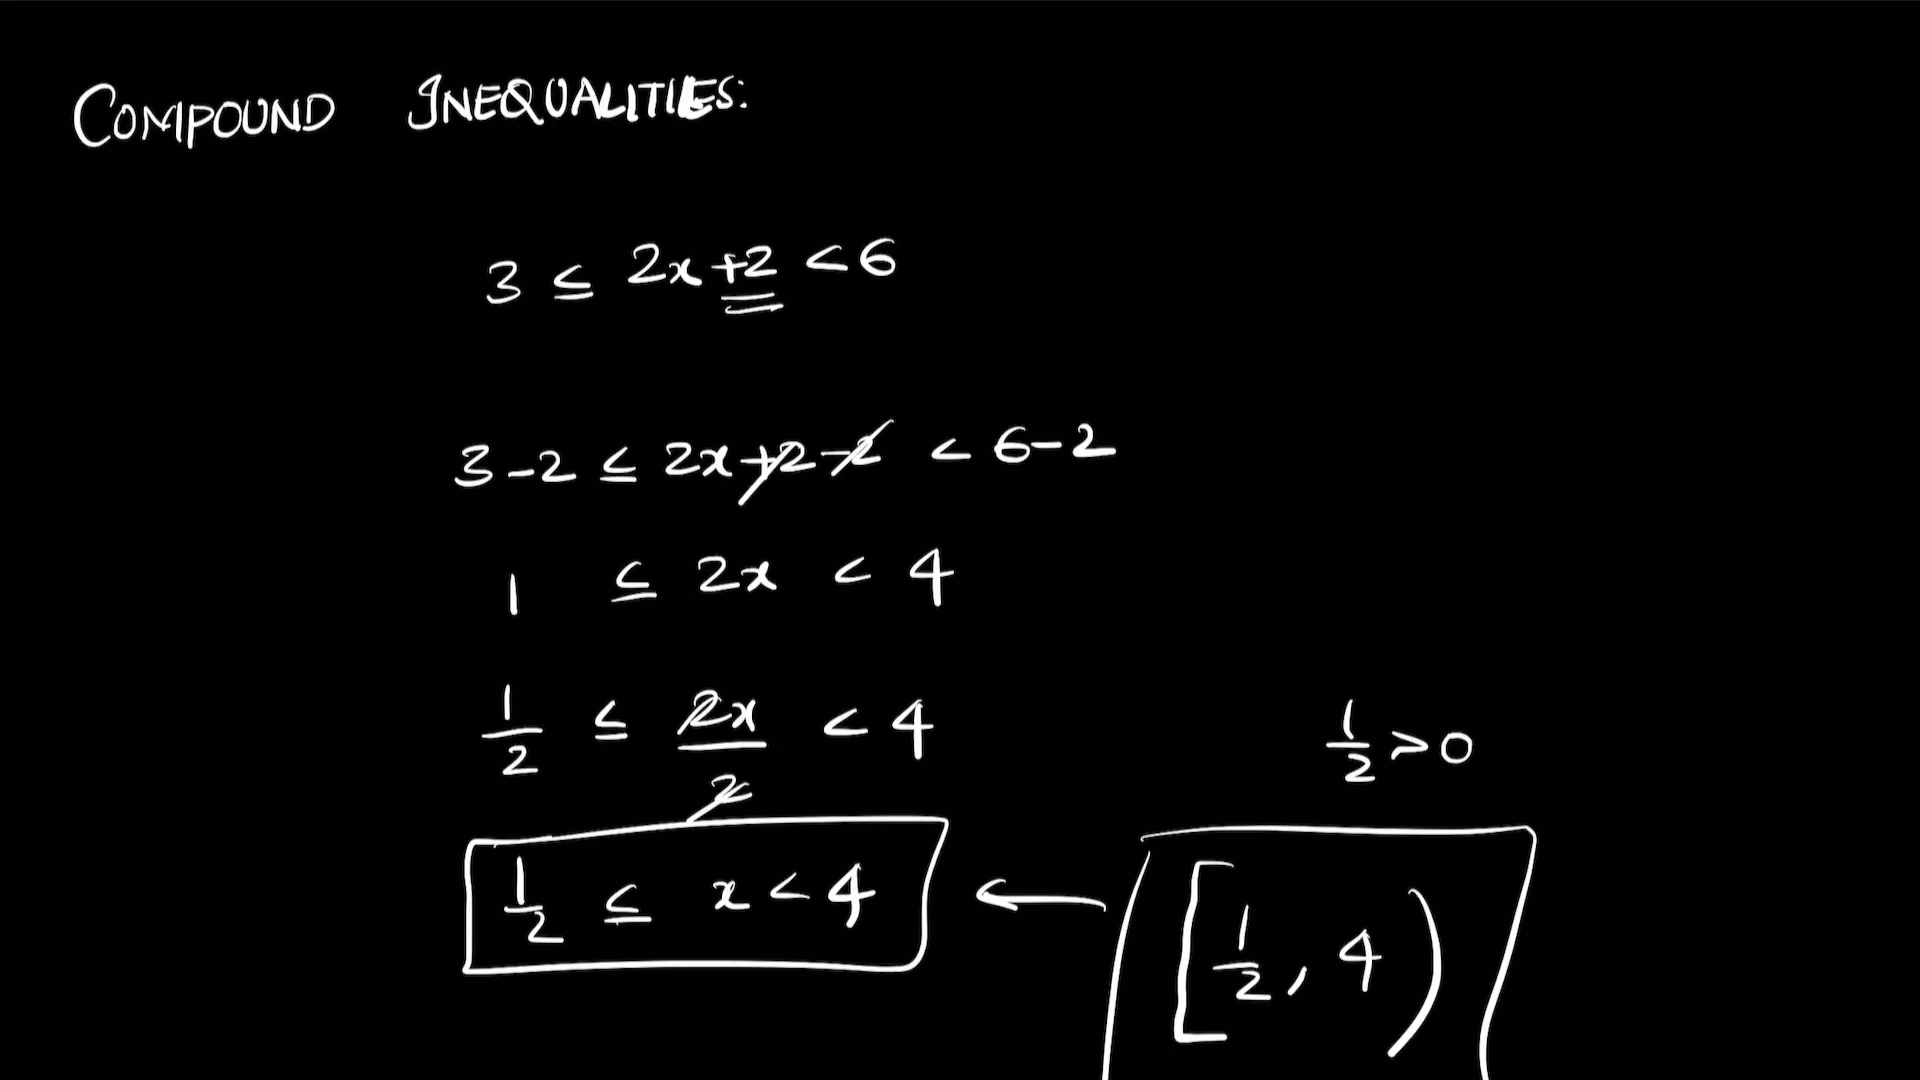 COMPOUND INEQUALITIES:
3 ≤ 2x+2 <6
3-2 ≤ 2x+2-2 < 6-2
1 ≤ 2x < 4
1/2 ≤ 2x/2 < 4
1/2 >0
1/2 ≤ x < 4 ←
[1/2, 4)